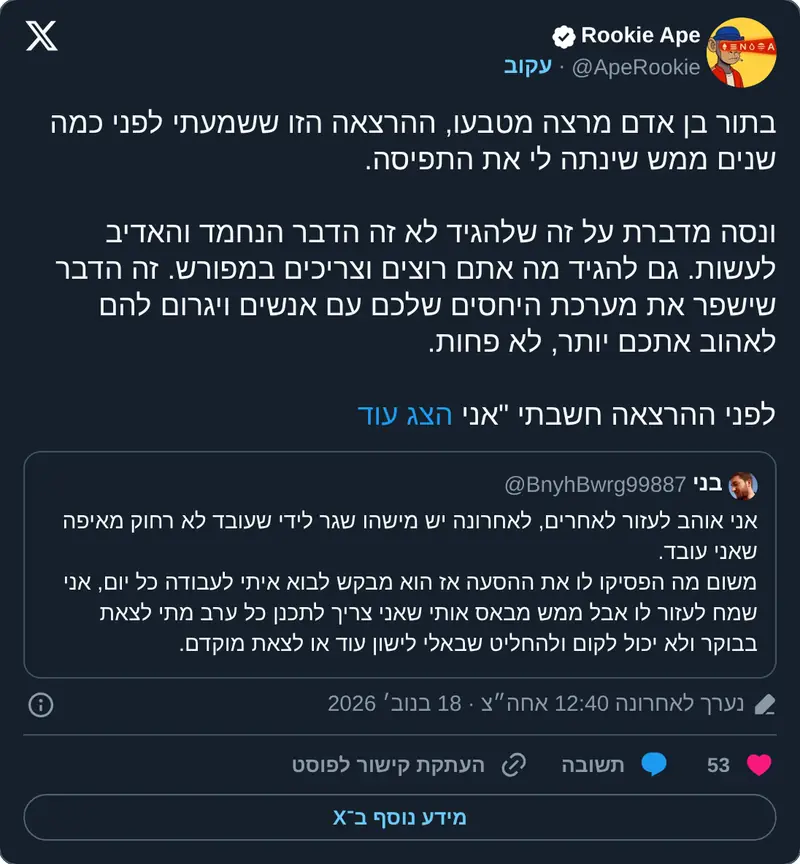 Rookie Ape
@ApeRookie · עקוב
בתור בן אדם מרצה מטבעו, ההרצאה הזו ששמעתי לפני כמה
שנים ממש שינתה לי את התפיסה.
ונסה מדברת על זה שלהגיד לא זה הדבר הנחמד והאדיב
לעשות. גם להגיד מה אתם רוצים וצריכים במפורש. זה הדבר
שישפר את מערכת היחסים שלכם עם אנשים ויגרום להם
לאהוב אתכם יותר, לא פחות.
לפני ההרצאה חשבתי "אני הצג עוד
בני @BnyhBwrg99887
אני אוהב לעזור לאחרים, לאחרונה יש מישהו שגר לידי שעובד לא רחוק מאיפה
שאני עובד.
משום מה הפסיקו לו את ההסעה אז הוא מבקש לבוא איתי לעבודה כל יום, אני
שמח לעזור לו אבל ממש מבאס אותי שאני צריך לתכנן כל ערב מתי לצאת
בבוקר ולא יכול לקום ולהחליט שבאלי לישון עוד או לצאת מוקדם.
נערך לאחרונה 12:40 אחה״צ · 18 בנוב׳ 2026
53 תשובה העתקת קישור לפוסט
מידע נוסף ב־X